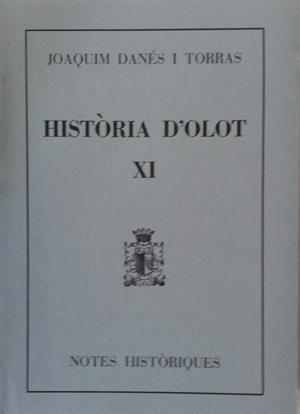 JOAQUIM DANÉS I TORRAS
HISTÒRIA D'OLOT
XI
NOTES HISTÒRIQUES